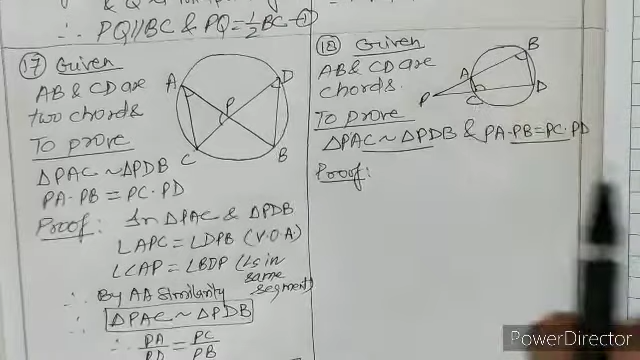 & Q
∴ PQ||BC & PQ = 1/2 BC
17 Given
AB & CD are
two chords
To prove
ΔPAC ~ ΔPDB
PA·PB = PC·PD
Proof: In ΔPAC & ΔPDB
∠APC = ∠DPB (V.O.A)
∠CAP = ∠BDP (∠s in
same
segment)
∴ By AA Similarity
∴ ΔPAC ~ ΔPDB
∴ PA/PD = PC/PB
A
D
P
C
B
18 Given
AB & CD are
chords.
To prove
ΔPAC ~ ΔPDB & PA·PB = PC·PD
Proof:
B
A
D
P
C
PowerDirector